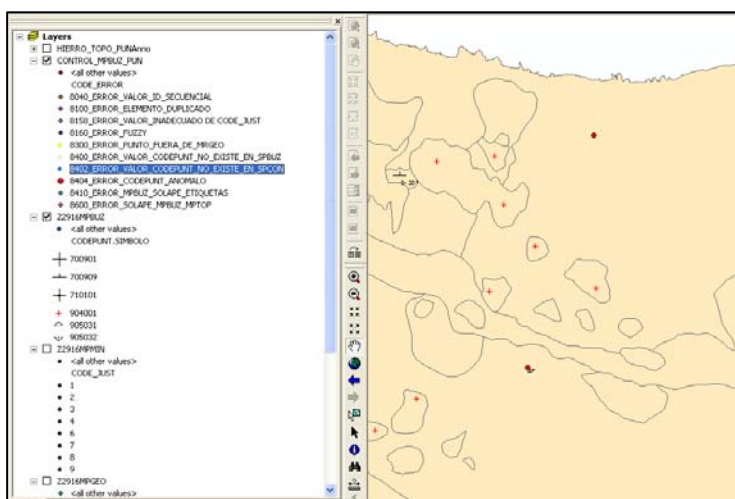 Layers
HIERRO_TOPO_PUNAnno
CONTROL_MPBUZ_PUN
<all other values>
CODE_ERROR
8040_ERROR_VALOR_ID_SECUENCIAL
8100_ERROR_ELEMENTO_DUPLICADO
8150_ERROR_VALOR_INADECUADO DE CODE_JUST
8160_ERROR_FUZZY
8300_ERROR_PUNTO_FUERA_DE_MRGEO
8400_ERROR_VALOR_CODEPUNT_NO_EXISTE_EN_SPBUZ
8402_ERROR_VALOR_CODEPUNT_NO_EXISTE_EN_SPCON
8404_ERROR_CODEPUNT_ANOMALO
8410_ERROR_MPBUZ_SOLAPE_ETIQUETAS
8600_ERROR_SOLAPE_MPBUZ_MPTOP
Z2916MPBUZ
<all other values>
CODEPUNT.SIMBOLO
700901
700909
710101
904001
905031
905032
Z2916MPMIN
<all other values>
CODE_JUST
1
2
3
4
6
7
8
9
Z2916MPGEO
<all other values>